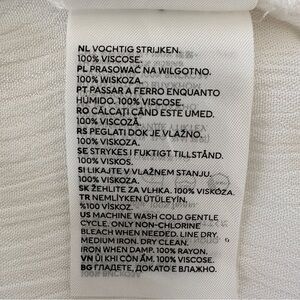 NL VOCHTIG STRIJKEN.
100% VISCOSE.
PL PRASOWAĆ NA WILGOTNO.
100% WISKOZA.
PT PASSAR A FERRO ENQUANTO
HÚMIDO. 100% VISCOSE.
RO CĂLCAȚI CÂND ESTE UMED.
100% VISCOZĂ.
RS PEGLATI DOK JE VLAŽNO.
100% VISKOZA.
SE STRYKES I FUKTIGT TILLSTÅND.
100% VISKOS.
SI LIKAJTE V VLAŽNEM STANJU.
100% VISKOZA.
SK ŽEHLITE ZA VLHKA. 100% VISKÓZA.
TR NEMLİYKEN ÜTÜLEYİN.
%100 VİSKOZ
US MACHINE WASH COLD GENTLE
CYCLE. ONLY NON-CHLORINE
BLEACH WHEN NEEDED. LINE DRY.
MEDIUM IRON. DRY CLEAN.
IRON WHEN DAMP. 100% RAYON.
VN ỦI KHI CÒN ẨM. 100% VISCOSE.
BG ГЛАДЕТЕ, ДОКАТО Е ВЛАЖНО.